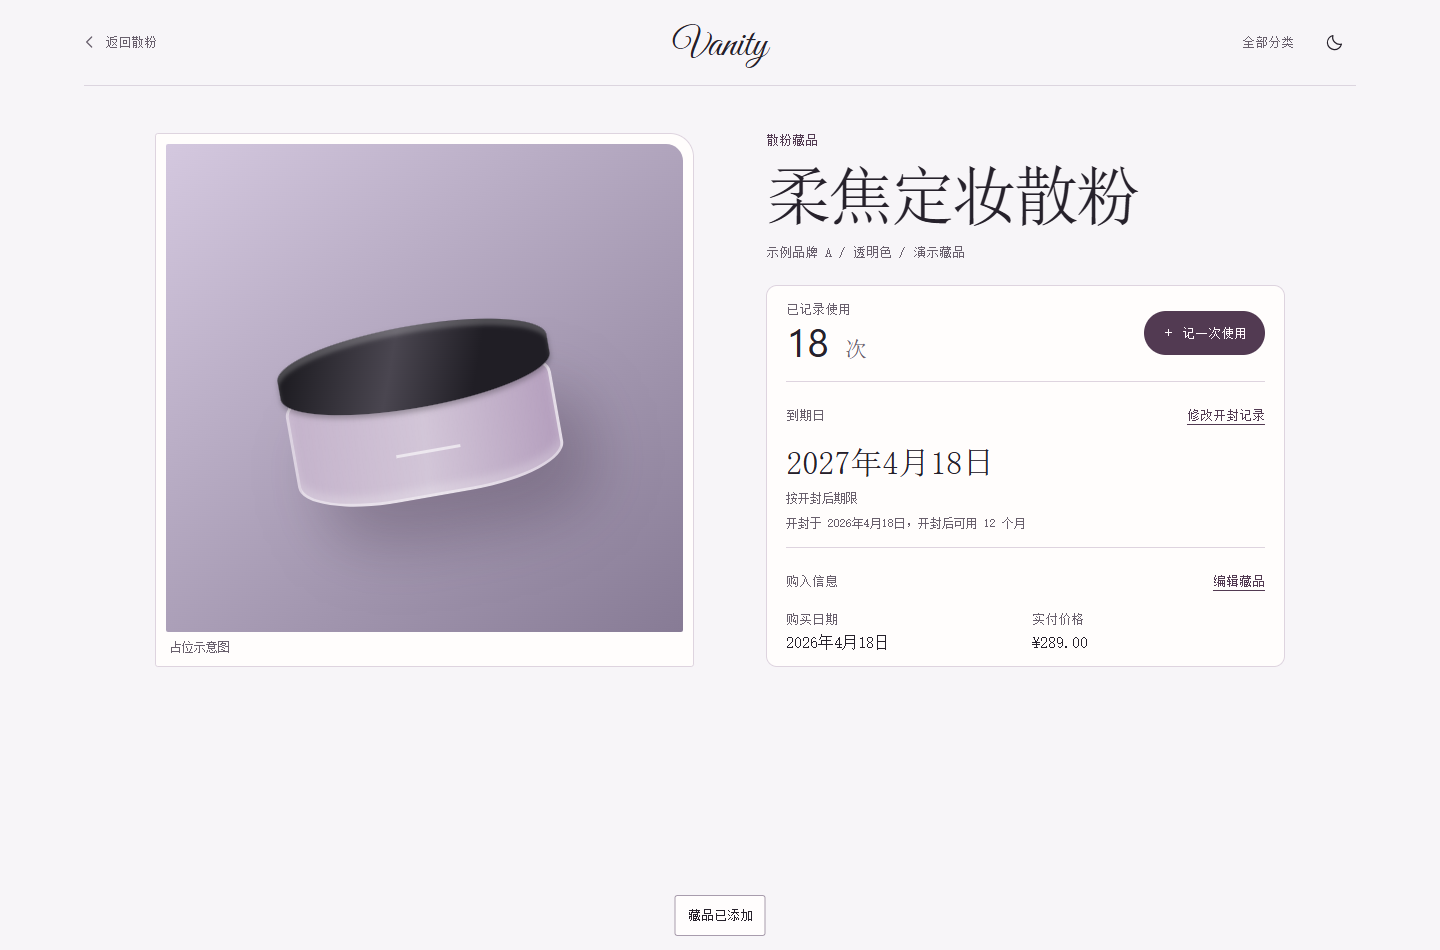 返回散粉
Vanity
全部分类
散粉藏品
柔焦定妆散粉
示例品牌 A / 透明色 / 演示藏品
已记录使用
18 次
+ 记一次使用
到期日
修改开封记录
2027年4月18日
按开封后期限
开封于 2026年4月18日，开封后可用 12 个月
购入信息
编辑藏品
购买日期
实付价格
2026年4月18日
¥289.00
占位示意图
藏品已添加